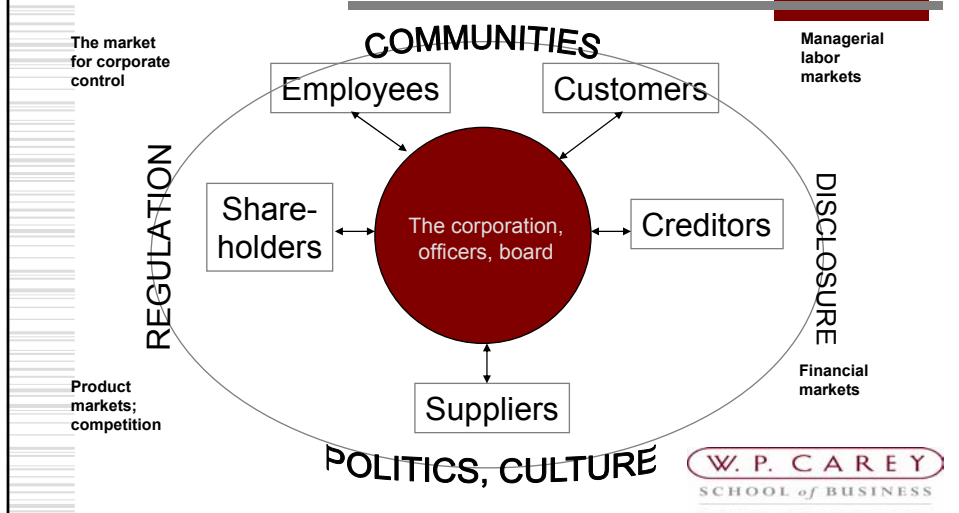 COMMUNITIES
The market
for corporate
control
Managerial
labor
markets
Employees
Customers
REGULATION
DISCLOSURE
Share-
holders
The corporation,
officers, board
Creditors
Product
markets;
competition
Financial
markets
Suppliers
POLITICS, CULTURE
W. P. CAREY
SCHOOL of BUSINESS